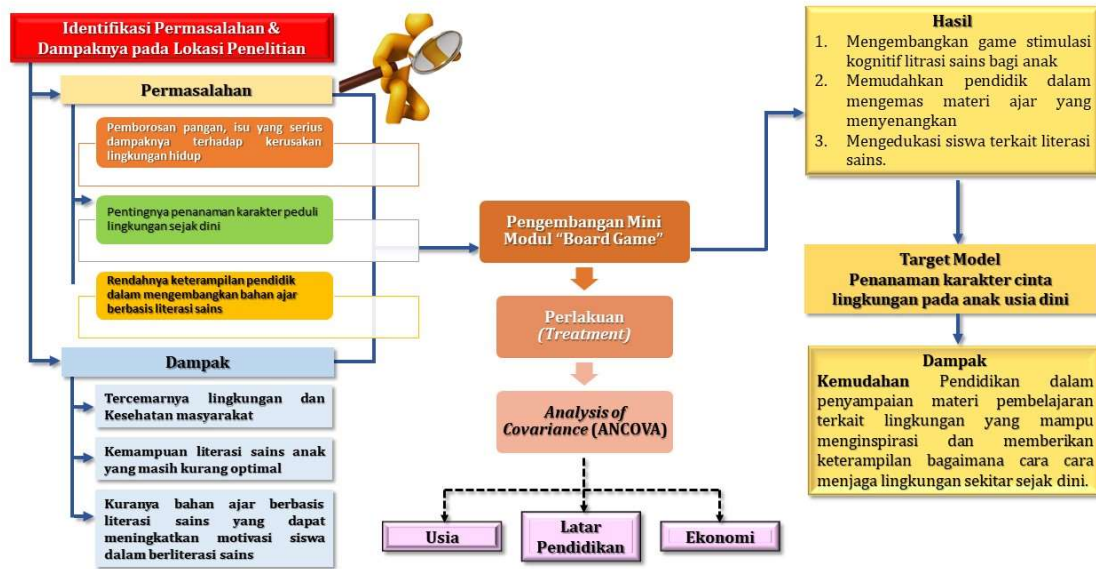 Identifikasi Permasalahan &
Dampaknya pada Lokasi Penelitian
Permasalahan
Pemborosan pangan, isu yang serius
dampaknya terhadap kerusakan
lingkungan hidup
Pentingnya penanaman karakter peduli
lingkungan sejak dini
Rendahnya keterampilan pendidik
dalam mengembangkan bahan ajar
berbasis literasi sains
Dampak
Tercemarnya lingkungan dan
Kesehatan masyarakat
Kemampuan literasi sains anak
yang masih kurang optimal
Kuranya bahan ajar berbasis
literasi sains yang dapat
meningkatkan motivasi siswa
dalam berliterasi sains
Pengembangan Mini
Modul "Board Game"
Perlakuan
(Treatment)
Analysis of
Covariance (ANCOVA)
Usia
Latar
Pendidikan
Ekonomi
Hasil
1. Mengembangkan game stimulasi
kognitif litrasi sains bagi anak
2. Memudahkan pendidik dalam
mengemas materi ajar yang
menyenangkan
3. Mengedukasi siswa terkait literasi
sains.
Target Model
Penanaman karakter cinta
lingkungan pada anak usia dini
Dampak
Kemudahan Pendidikan dalam
penyampaian materi pembelajaran
terkait lingkungan yang mampu
menginspirasi dan memberikan
keterampilan bagaimana cara cara
menjaga lingkungan sekitar sejak dini.